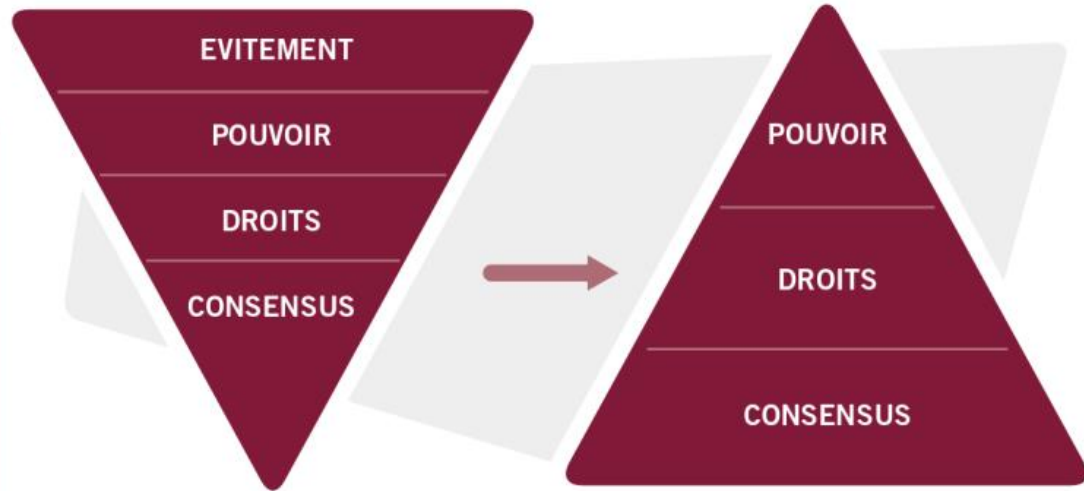 EVITEMENT
POUVOIR
DROITS
CONSENSUS
POUVOIR
DROITS
CONSENSUS